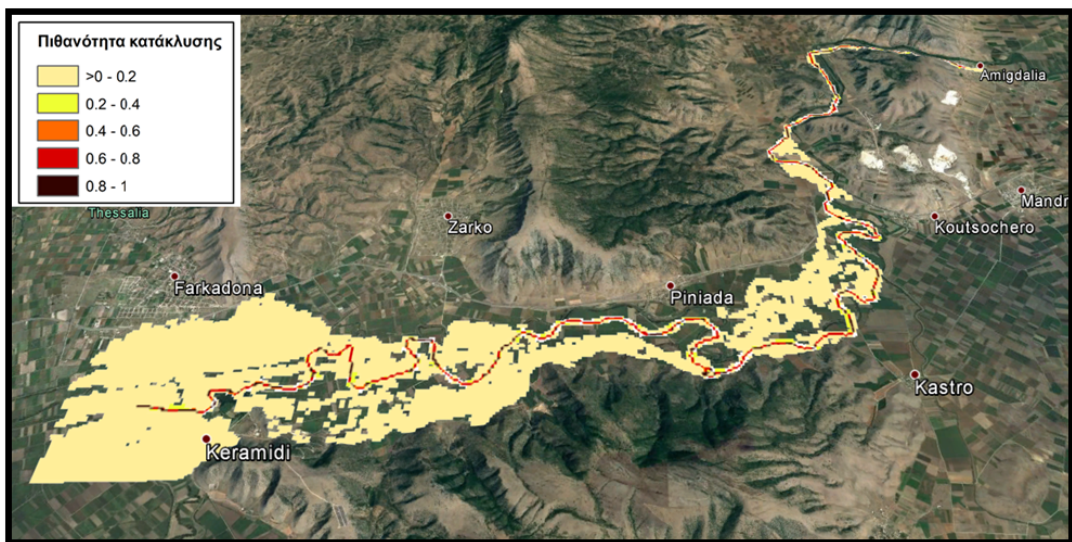 Πιθανότητα κατάκλυσης
>0 - 0.2
0.2 - 0.4
0.4 - 0.6
0.6 - 0.8
0.8 - 1
Thessalia
Amigdalia
Mandr
Zarko
Koutsochero
Farkadona
Piniada
Kastro
Keramidi